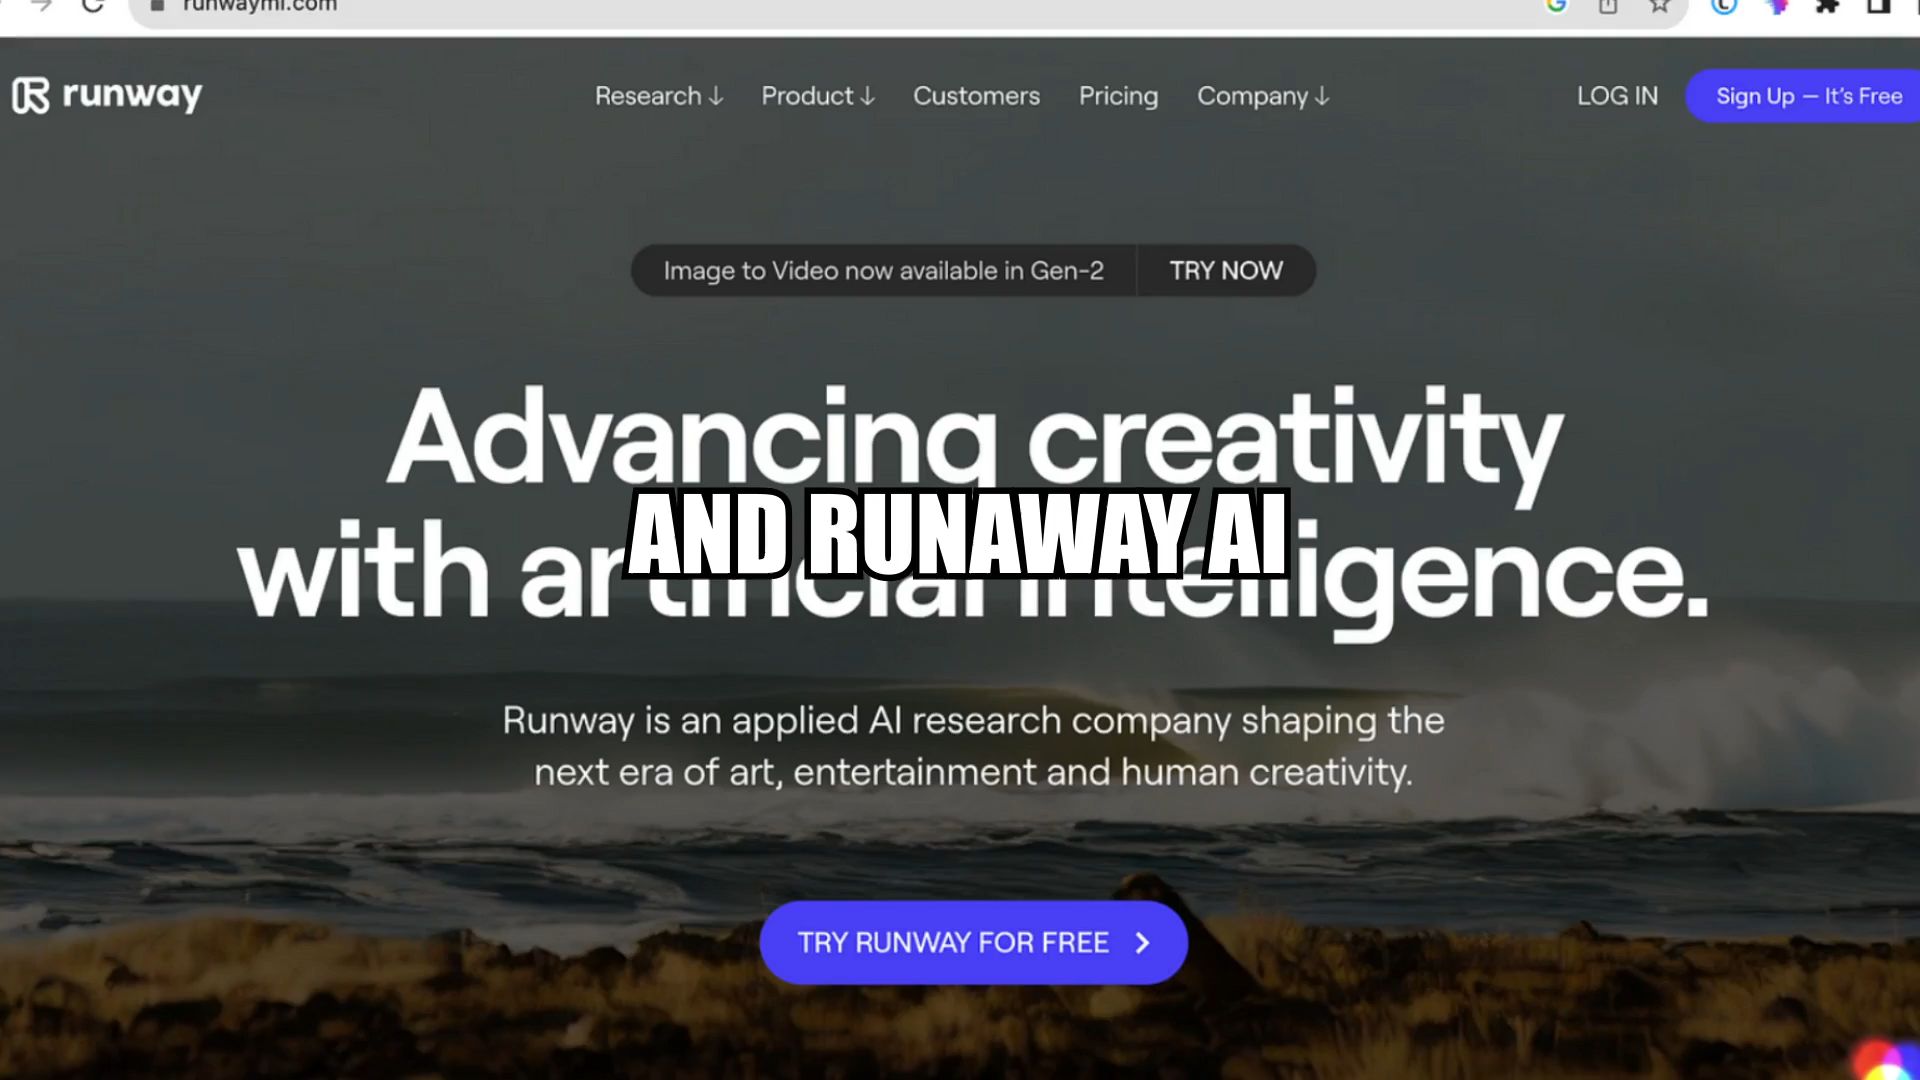 runwayml.com
runway
Research ↓ Product ↓ Customers Pricing Company ↓
LOG IN Sign Up — It's Free
Image to Video now available in Gen-2 TRY NOW
Advancing creativity
AND RUNAWAY AI
with artificial intelligence.
Runway is an applied AI research company shaping the
next era of art, entertainment and human creativity.
TRY RUNWAY FOR FREE